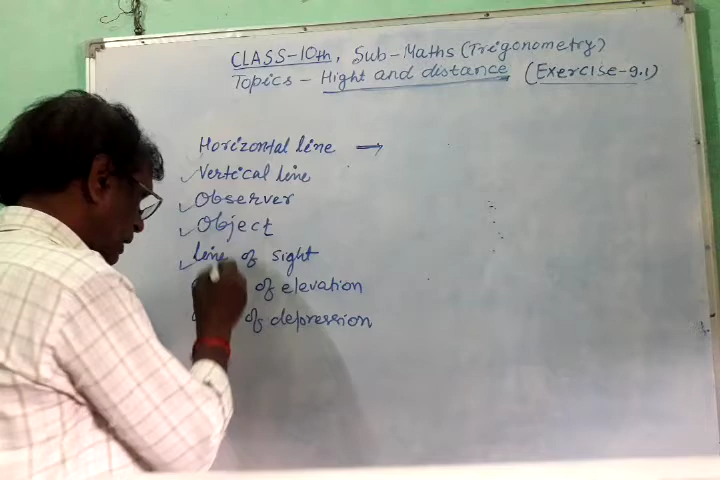 CLASS-10th, Sub-Maths (Trigonometry)
Topics - Hight and distance (Exercise-9.1)
Horizontal line →
✓ Vertical line
✓ Observer
✓ Object
✓ line of sight
of elevation
of depression